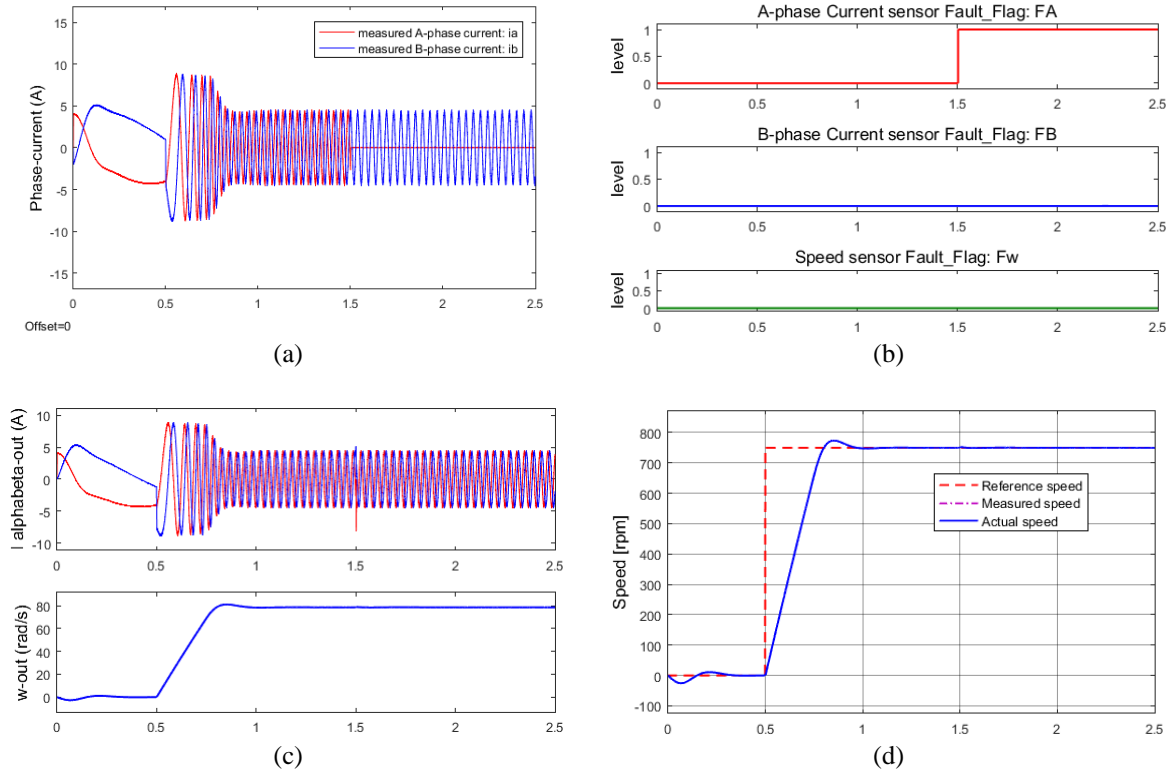 measured A-phase current: ia
measured B-phase current: ib
Phase-current (A)
15
10
5
0
-5
-10
-15
0 0.5 1 1.5 2 2.5
Offset=0
(a)
A-phase Current sensor Fault_Flag: FA
level
1
0.5
0
0 0.5 1 1.5 2 2.5
B-phase Current sensor Fault_Flag: FB
level
1
0.5
0
0 0.5 1 1.5 2 2.5
Speed sensor Fault_Flag: Fw
level
1
0.5
0
0 0.5 1 1.5 2 2.5
(b)
I alphabeta-out (A)
10
5
0
-5
-10
0 0.5 1 1.5 2 2.5
w-out (rad/s)
80
60
40
20
0
0 0.5 1 1.5 2 2.5
(c)
Speed [rpm]
800
700
600
500
400
300
200
100
0
-100
0 0.5 1 1.5 2 2.5
Reference speed
Measured speed
Actual speed
(d)